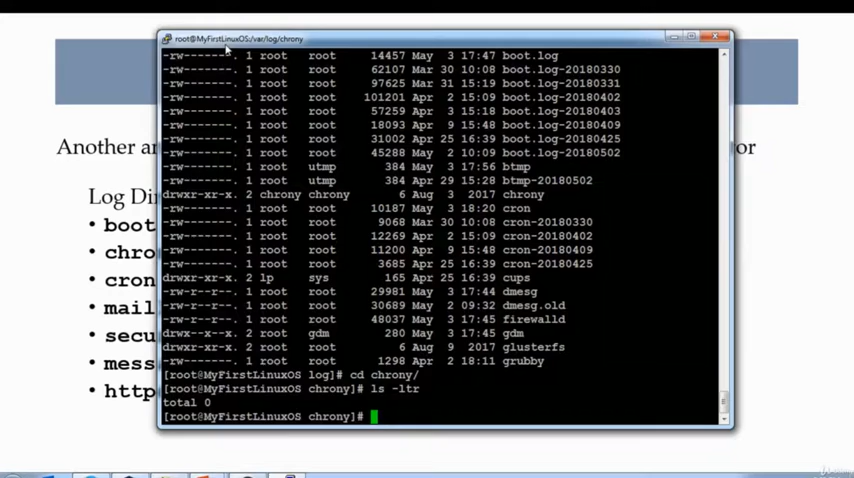 root@MyFirstLinuxOS:/var/log/chrony
-rw-------. 1 root root 14457 May 3 17:47 boot.log
-rw-------. 1 root root 62107 Mar 30 10:08 boot.log-20180330
-rw-------. 1 root root 97625 Mar 31 15:19 boot.log-20180331
-rw-------. 1 root root 101201 Apr 2 15:09 boot.log-20180402
-rw-------. 1 root root 57259 Apr 3 15:18 boot.log-20180403
-rw-------. 1 root root 18093 Apr 9 15:48 boot.log-20180409
-rw-------. 1 root root 31002 Apr 25 16:39 boot.log-20180425
-rw-------. 1 root root 45288 May 2 10:09 boot.log-20180502
-rw-------. 1 root utmp 384 May 3 17:56 btmp
-rw-------. 1 root utmp 384 Apr 29 15:28 btmp-20180502
drwxr-xr-x. 2 chrony chrony 6 Aug 3 2017 chrony
-rw-------. 1 root root 10187 May 3 18:20 cron
-rw-------. 1 root root 9068 Mar 30 10:08 cron-20180330
-rw-------. 1 root root 12269 Apr 2 15:09 cron-20180402
-rw-------. 1 root root 11200 Apr 9 15:48 cron-20180409
-rw-------. 1 root root 3685 Apr 25 16:39 cron-20180425
drwxr-xr-x. 2 lp sys 165 Apr 25 16:39 cups
-rw-r--r--. 1 root root 29981 May 3 17:44 dmesg
-rw-r--r--. 1 root root 30689 May 2 09:32 dmesg.old
-rw-r--r--. 1 root root 48037 May 3 17:45 firewalld
drwx--x--x. 2 root gdm 280 May 3 17:45 gdm
drwxr-xr-x. 2 root root 6 Aug 9 2017 glusterfs
-rw-------. 1 root root 1298 Apr 2 18:11 grubby
[root@MyFirstLinuxOS log]# cd chrony/
[root@MyFirstLinuxOS chrony]# ls -ltr
total 0
[root@MyFirstLinuxOS chrony]#
Another a
or
Log Di
• boot
• chro
• cron
• mail
• secu
• mess
• http